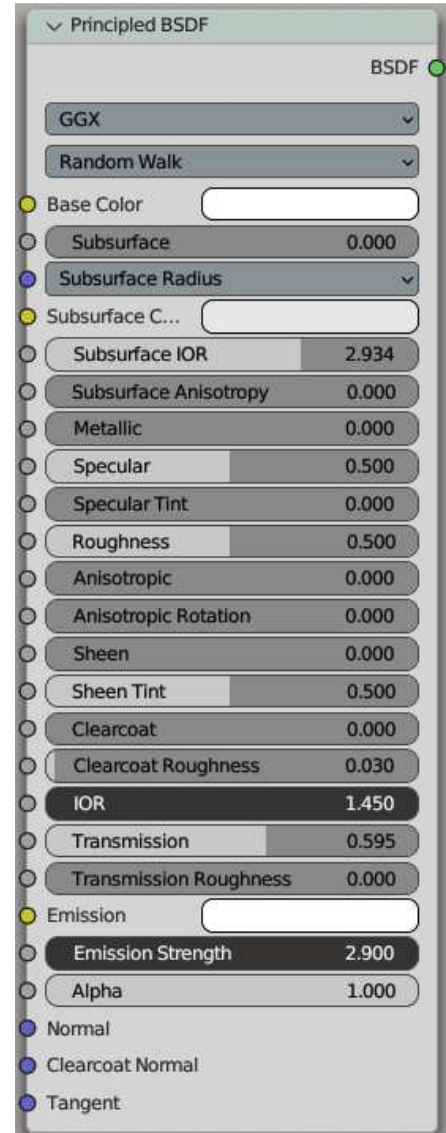 Principled BSDF
BSDF
GGX
Random Walk
Base Color
Subsurface 0.000
Subsurface Radius
Subsurface C...
Subsurface IOR 2.934
Subsurface Anisotropy 0.000
Metallic 0.000
Specular 0.500
Specular Tint 0.000
Roughness 0.500
Anisotropic 0.000
Anisotropic Rotation 0.000
Sheen 0.000
Sheen Tint 0.500
Clearcoat 0.000
Clearcoat Roughness 0.030
IOR 1.450
Transmission 0.595
Transmission Roughness 0.000
Emission
Emission Strength 2.900
Alpha 1.000
Normal
Clearcoat Normal
Tangent